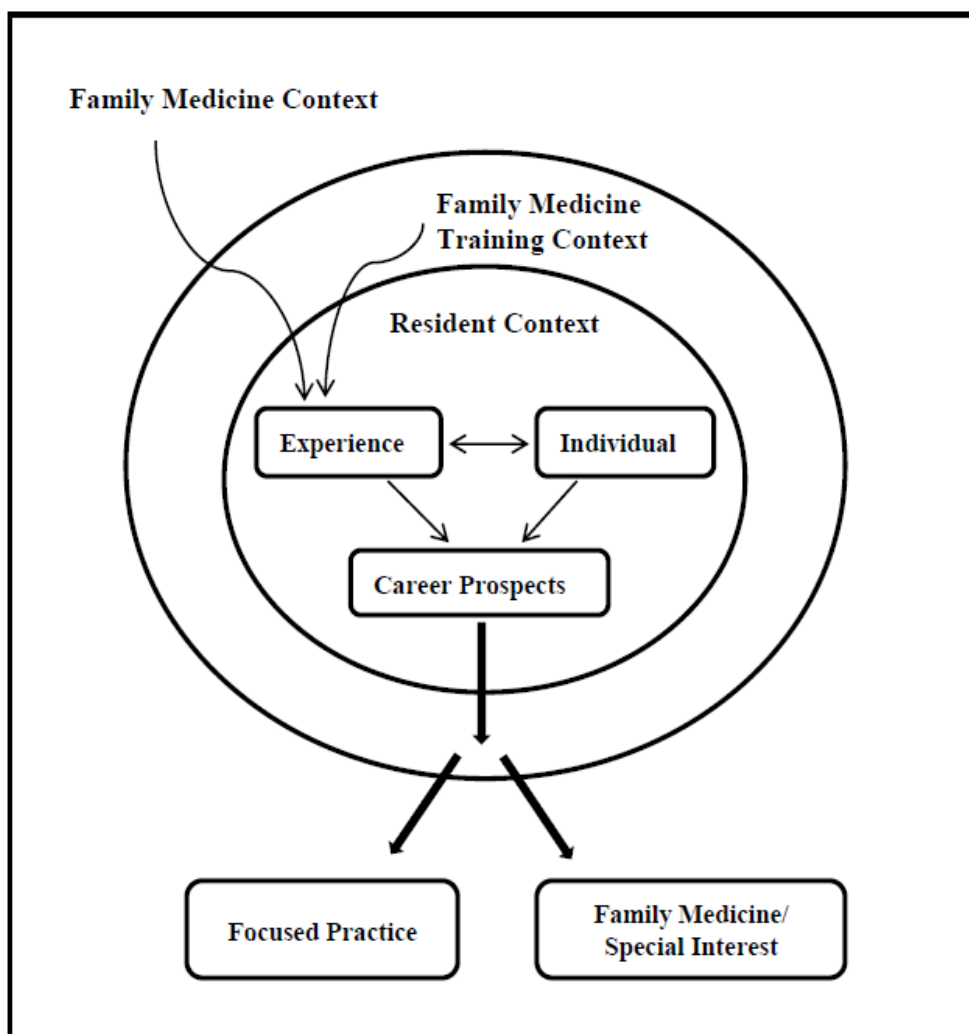 Family Medicine Context
Family Medicine
Training Context
Resident Context
Experience
Individual
Career Prospects
Focused Practice
Family Medicine/
Special Interest